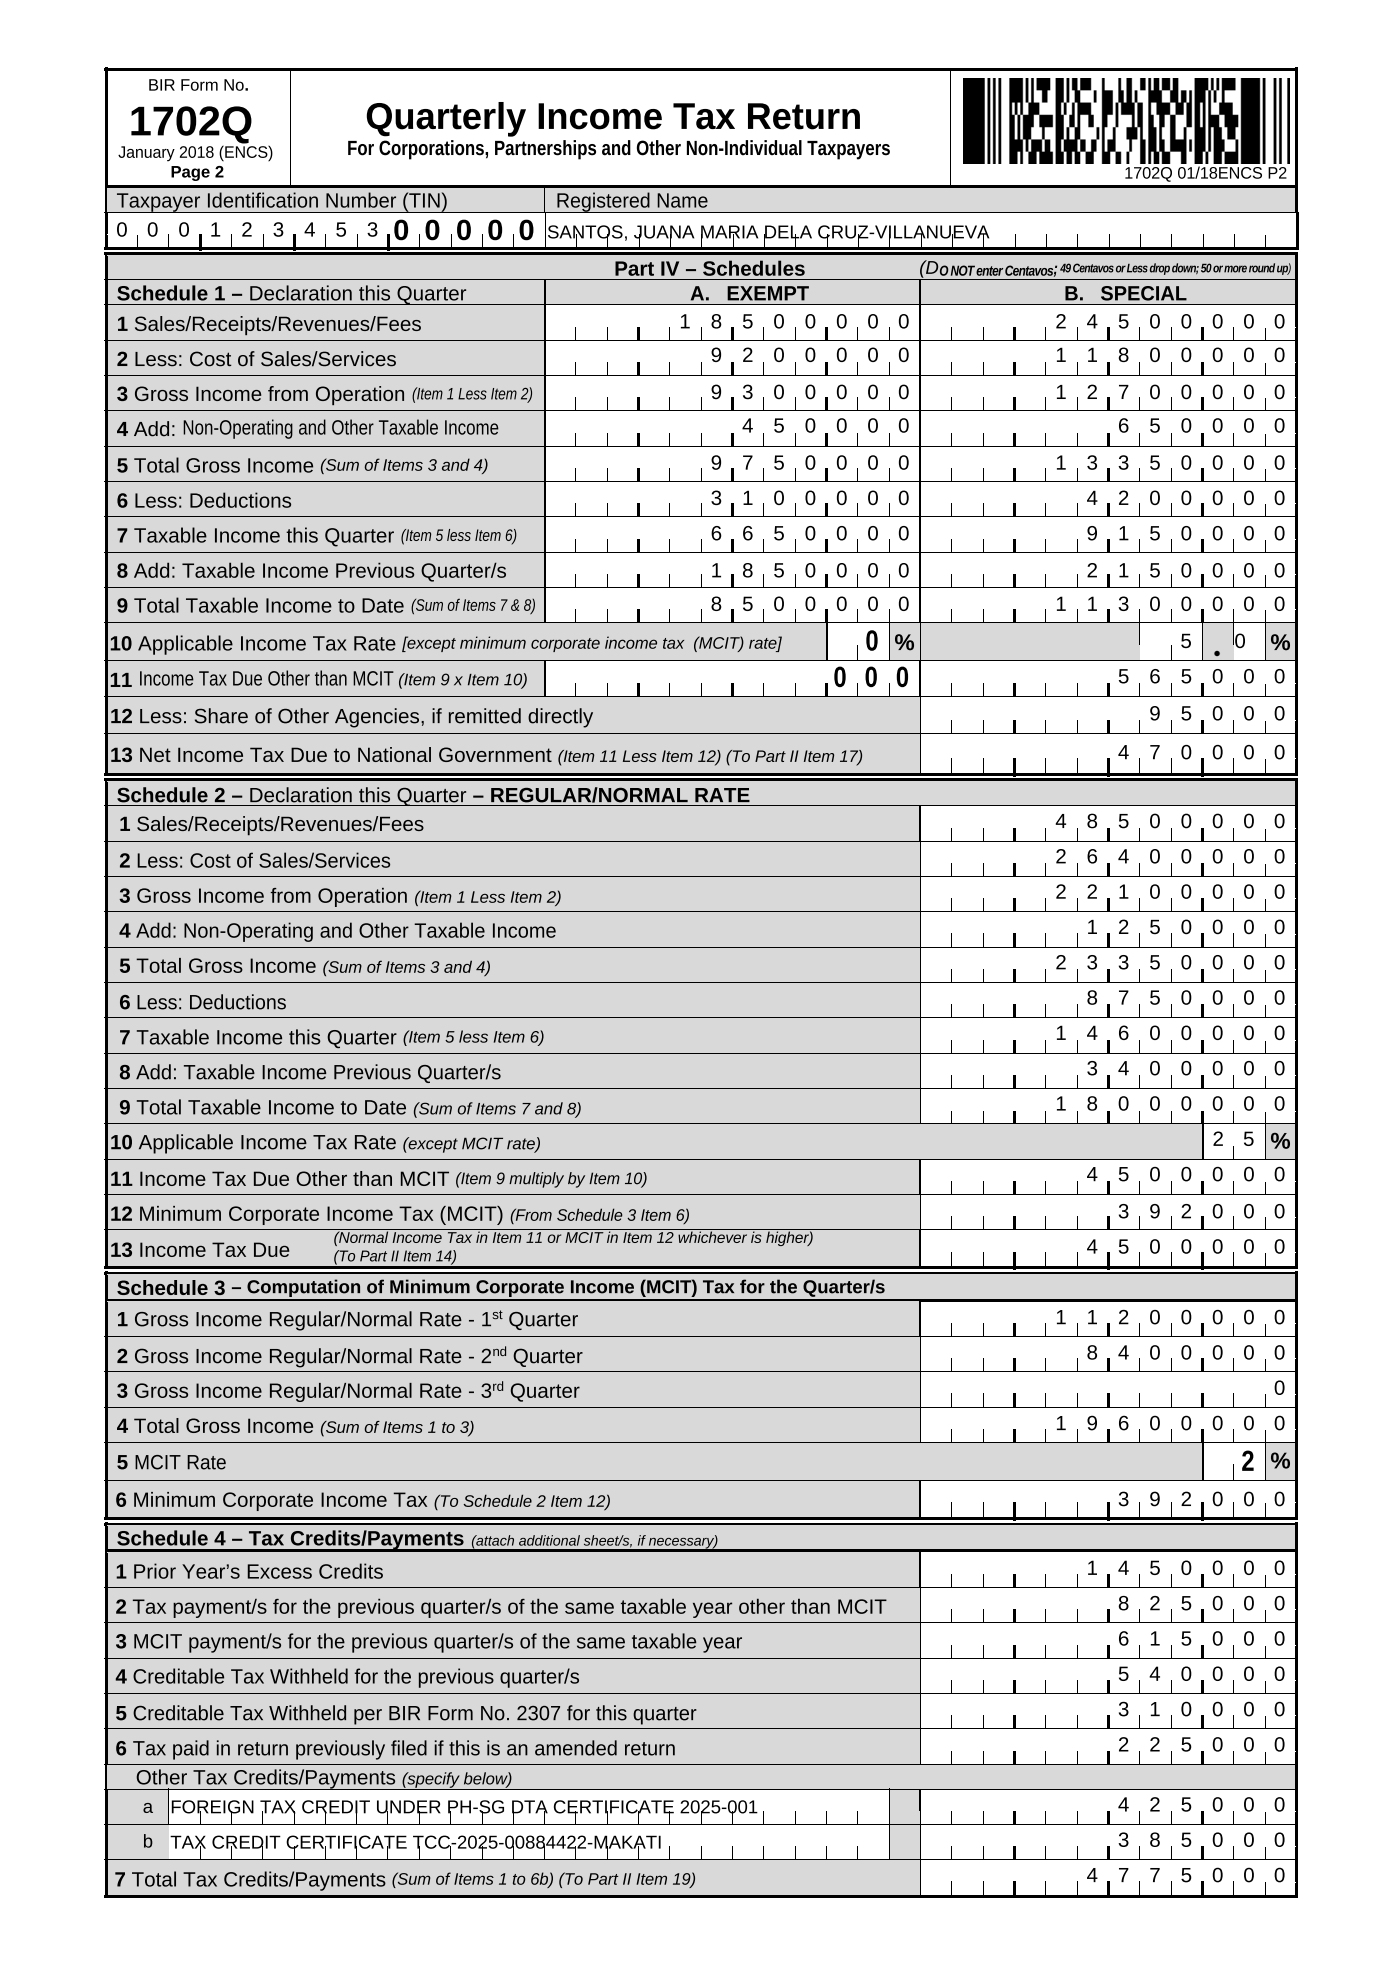 BIR Form No.
1702Q
January 2018 (ENCS)
Page 2
Quarterly Income Tax Return
For Corporations, Partnerships and Other Non-Individual Taxpayers
1702Q 01/18ENCS P2
Taxpayer Identification Number (TIN) Registered Name
0 0 0 1 2 3 4 5 3 0 0 0 0 0 SANTOS, JUANA MARIA DELA CRUZ-VILLANUEVA
Part IV – Schedules (DO NOT enter Centavos; 49 Centavos or Less drop down; 50 or more round up)
Schedule 1 – Declaration this Quarter A. EXEMPT B. SPECIAL
1 Sales/Receipts/Revenues/Fees 1 8 5 0 0 0 0 0 2 4 5 0 0 0 0 0
2 Less: Cost of Sales/Services 9 2 0 0 0 0 0 1 1 8 0 0 0 0 0
3 Gross Income from Operation (Item 1 Less Item 2) 9 3 0 0 0 0 0 1 2 7 0 0 0 0 0
4 Add: Non-Operating and Other Taxable Income 4 5 0 0 0 0 6 5 0 0 0 0
5 Total Gross Income (Sum of Items 3 and 4) 9 7 5 0 0 0 0 1 3 3 5 0 0 0 0
6 Less: Deductions 3 1 0 0 0 0 0 4 2 0 0 0 0 0
7 Taxable Income this Quarter (Item 5 less Item 6) 6 6 5 0 0 0 0 9 1 5 0 0 0 0
8 Add: Taxable Income Previous Quarter/s 1 8 5 0 0 0 0 2 1 5 0 0 0 0
9 Total Taxable Income to Date (Sum of Items 7 & 8) 8 5 0 0 0 0 0 1 1 3 0 0 0 0 0
10 Applicable Income Tax Rate [except minimum corporate income tax (MCIT) rate] 0 % 5 . 0 %
11 Income Tax Due Other than MCIT (Item 9 x Item 10) 0 0 0 5 6 5 0 0 0
12 Less: Share of Other Agencies, if remitted directly 9 5 0 0 0
13 Net Income Tax Due to National Government (Item 11 Less Item 12) (To Part II Item 17) 4 7 0 0 0 0
Schedule 2 – Declaration this Quarter – REGULAR/NORMAL RATE
1 Sales/Receipts/Revenues/Fees 4 8 5 0 0 0 0 0
2 Less: Cost of Sales/Services 2 6 4 0 0 0 0 0
3 Gross Income from Operation (Item 1 Less Item 2) 2 2 1 0 0 0 0 0
4 Add: Non-Operating and Other Taxable Income 1 2 5 0 0 0 0
5 Total Gross Income (Sum of Items 3 and 4) 2 3 3 5 0 0 0 0
6 Less: Deductions 8 7 5 0 0 0 0
7 Taxable Income this Quarter (Item 5 less Item 6) 1 4 6 0 0 0 0 0
8 Add: Taxable Income Previous Quarter/s 3 4 0 0 0 0 0
9 Total Taxable Income to Date (Sum of Items 7 and 8) 1 8 0 0 0 0 0 0
10 Applicable Income Tax Rate (except MCIT rate) 2 5 %
11 Income Tax Due Other than MCIT (Item 9 multiply by Item 10) 4 5 0 0 0 0 0
12 Minimum Corporate Income Tax (MCIT) (From Schedule 3 Item 6) 3 9 2 0 0 0
13 Income Tax Due (Normal Income Tax in Item 11 or MCIT in Item 12 whichever is higher) (To Part II Item 14) 4 5 0 0 0 0 0
Schedule 3 – Computation of Minimum Corporate Income (MCIT) Tax for the Quarter/s
1 Gross Income Regular/Normal Rate - 1st Quarter 1 1 2 0 0 0 0 0
2 Gross Income Regular/Normal Rate - 2nd Quarter 8 4 0 0 0 0 0
3 Gross Income Regular/Normal Rate - 3rd Quarter 0
4 Total Gross Income (Sum of Items 1 to 3) 1 9 6 0 0 0 0 0
5 MCIT Rate 2 %
6 Minimum Corporate Income Tax (To Schedule 2 Item 12) 3 9 2 0 0 0
Schedule 4 – Tax Credits/Payments (attach additional sheet/s, if necessary)
1 Prior Year's Excess Credits 1 4 5 0 0 0 0
2 Tax payment/s for the previous quarter/s of the same taxable year other than MCIT 8 2 5 0 0 0
3 MCIT payment/s for the previous quarter/s of the same taxable year 6 1 5 0 0 0
4 Creditable Tax Withheld for the previous quarter/s 5 4 0 0 0 0
5 Creditable Tax Withheld per BIR Form No. 2307 for this quarter 3 1 0 0 0 0
6 Tax paid in return previously filed if this is an amended return 2 2 5 0 0 0
Other Tax Credits/Payments (specify below)
a FOREIGN TAX CREDIT UNDER PH-SG DTA CERTIFICATE 2025-001 4 2 5 0 0 0
b TAX CREDIT CERTIFICATE TCC-2025-00884422-MAKATI 3 8 5 0 0 0
7 Total Tax Credits/Payments (Sum of Items 1 to 6b) (To Part II Item 19) 4 7 7 5 0 0 0